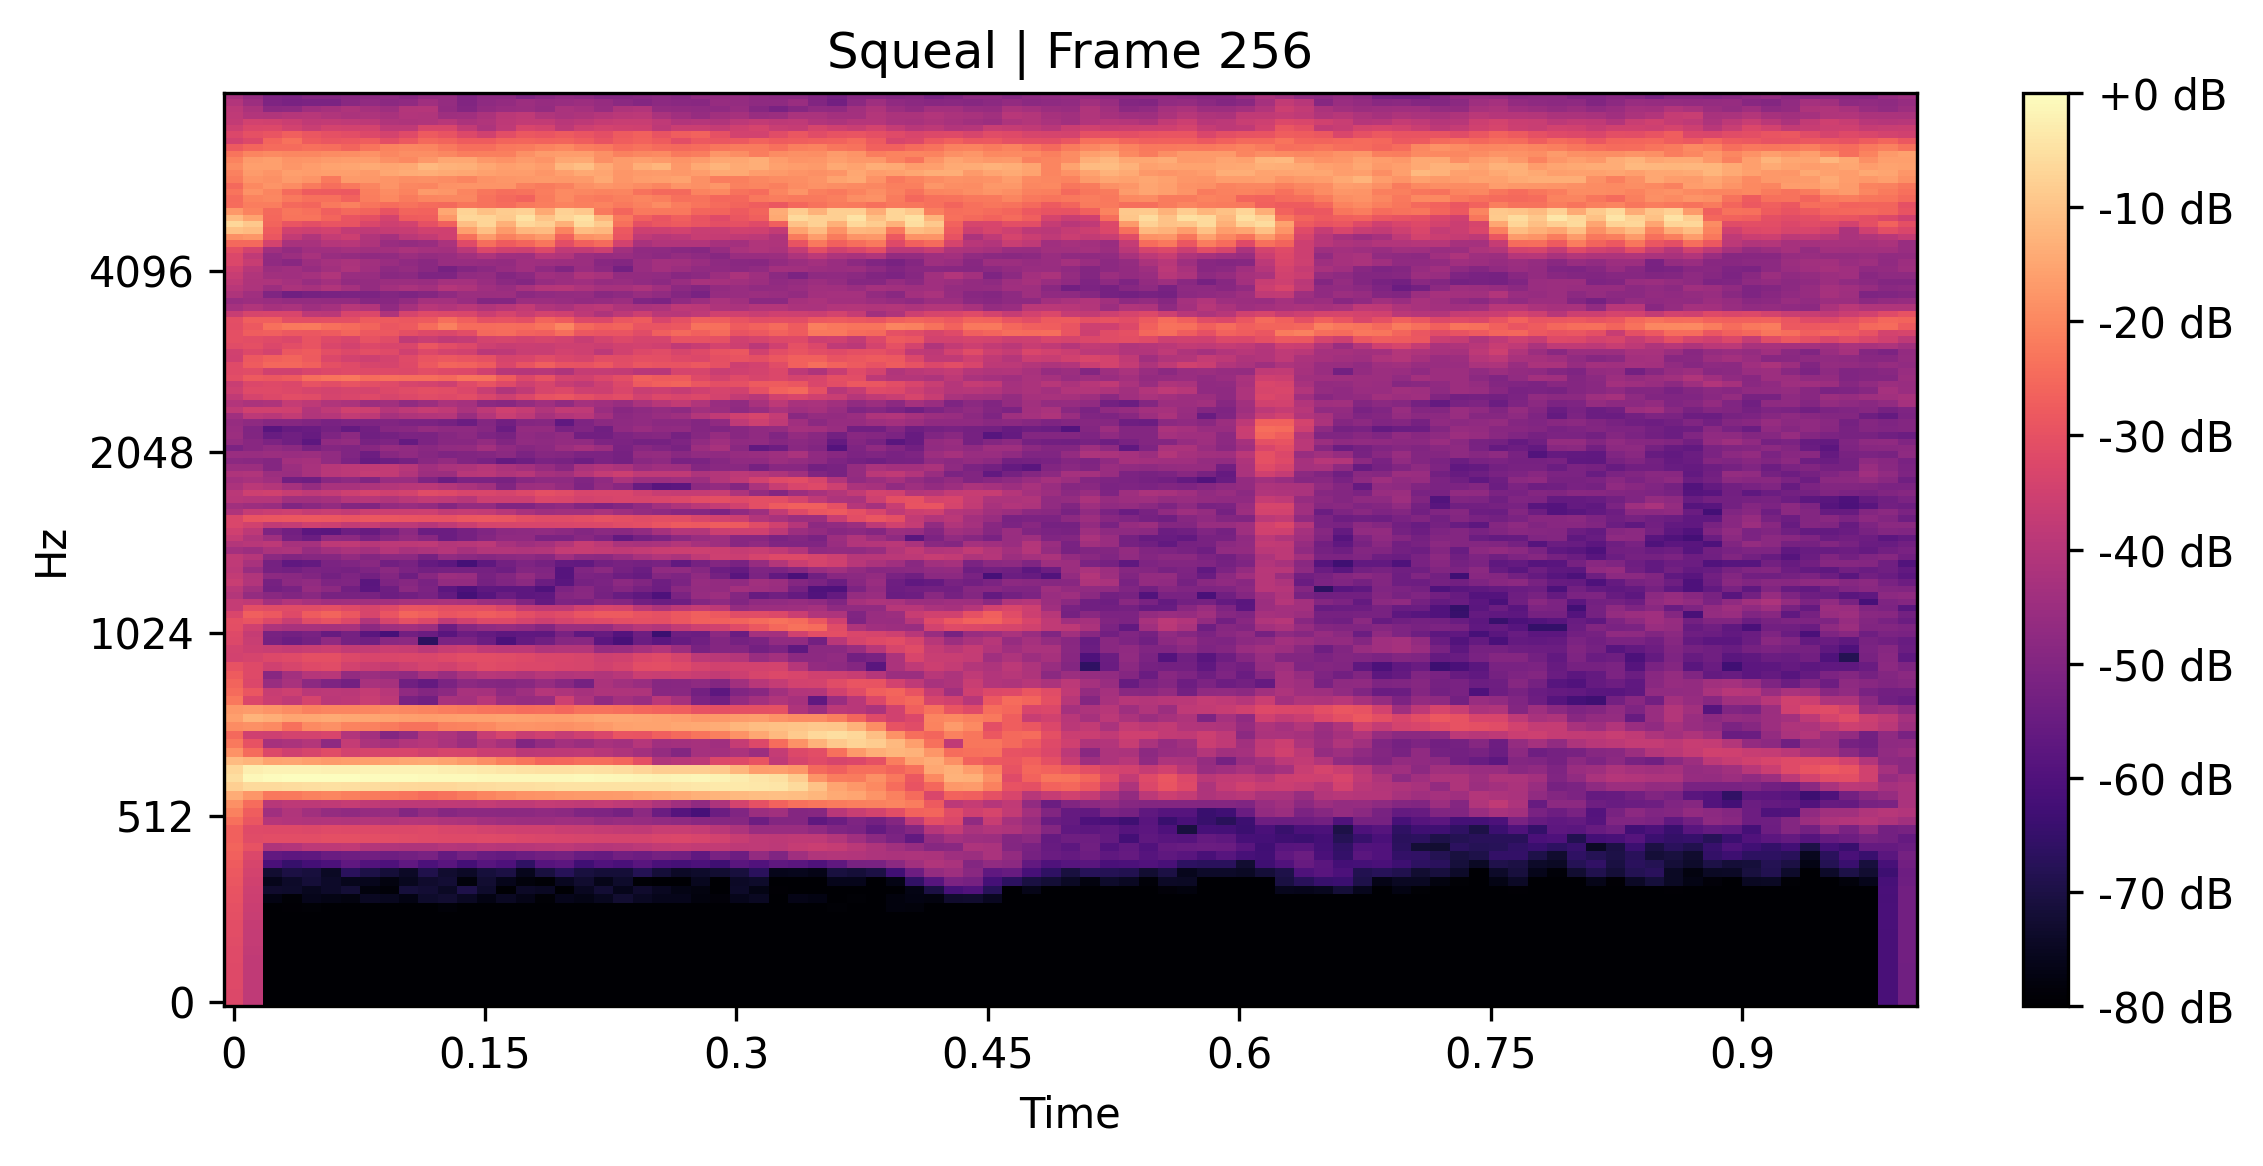 Squeal | Frame 256
+0 dB
-10 dB
-20 dB
-30 dB
-40 dB
-50 dB
-60 dB
-70 dB
-80 dB
Hz
4096
2048
1024
512
0
0 0.15 0.3 0.45 0.6 0.75 0.9
Time